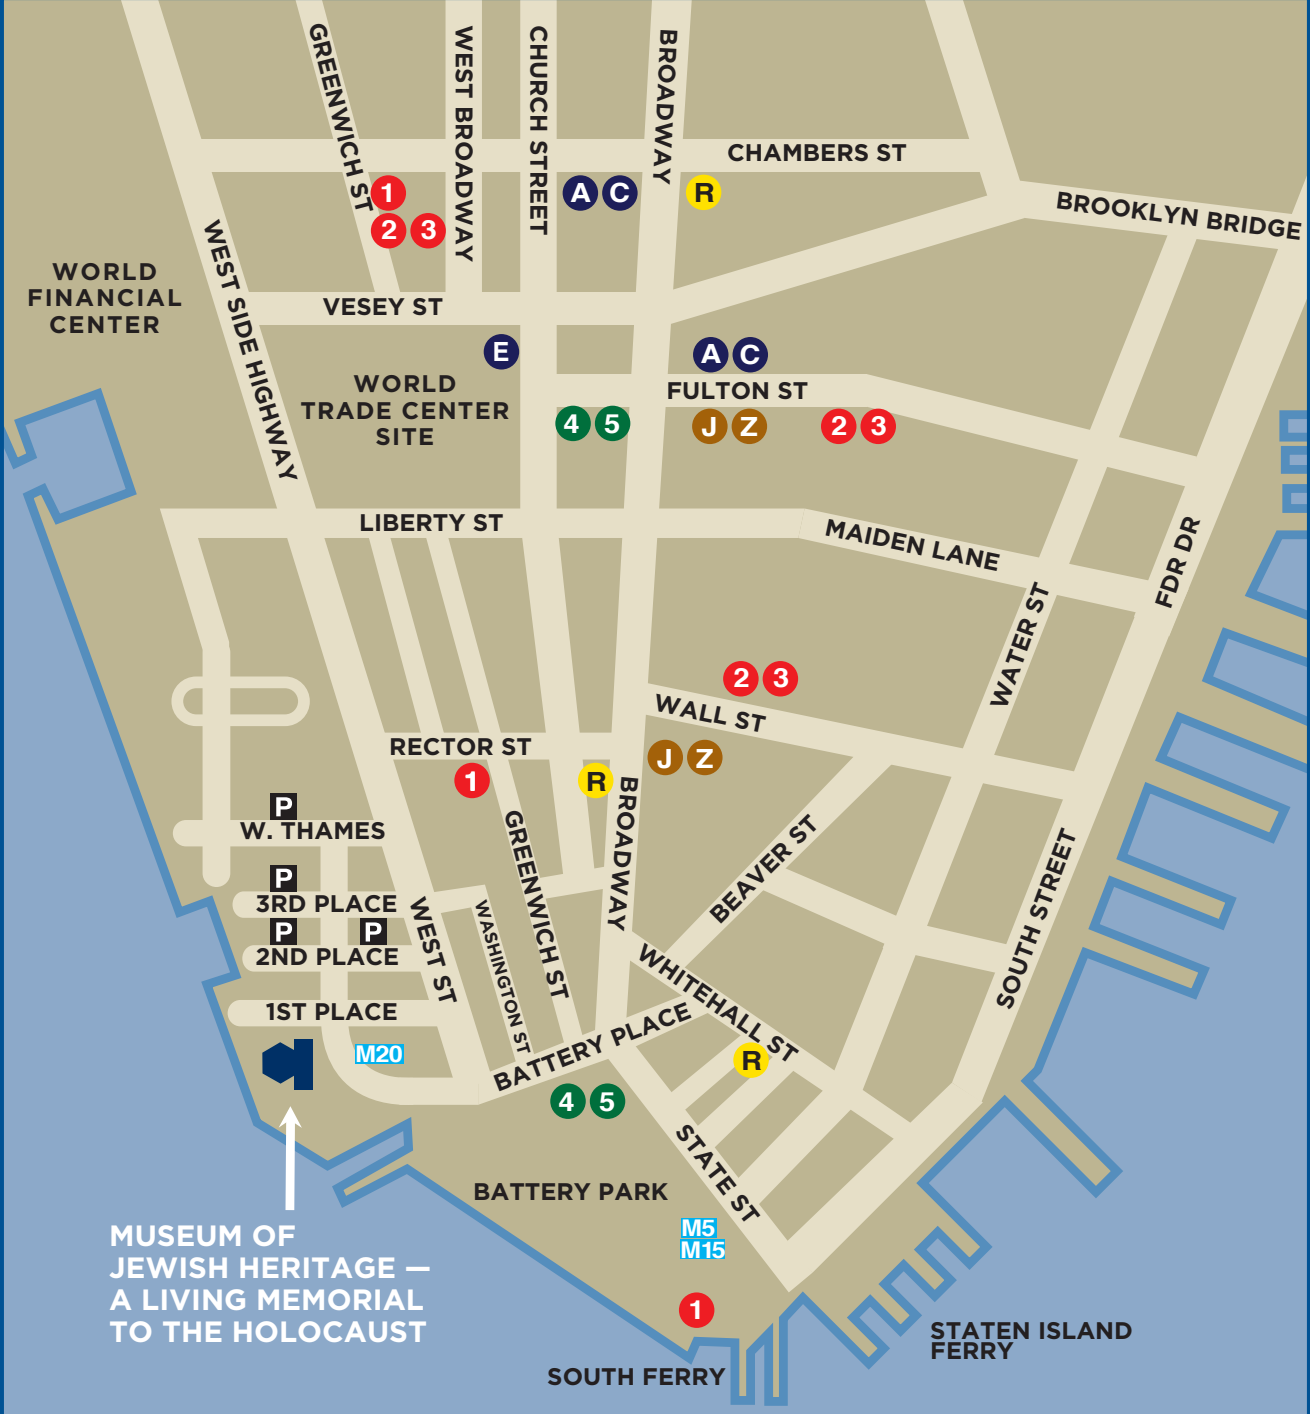 GREENWICH ST
WEST BROADWAY
CHURCH STREET
BROADWAY
CHAMBERS ST
1
2 3
A C
R
BROOKLYN BRIDGE
WEST SIDE HIGHWAY
WORLD
FINANCIAL
CENTER
VESEY ST
E
WORLD
TRADE CENTER
SITE
A C
FULTON ST
4 5
J Z
2 3
LIBERTY ST
MAIDEN LANE
FDR DR
WATER ST
2 3
WALL ST
J Z
RECTOR ST
1
R
BROADWAY
GREENWICH ST
BEAVER ST
SOUTH STREET
P
W. THAMES
P
3RD PLACE
P P
2ND PLACE
1ST PLACE
WEST ST
WASHINGTON ST
WHITEHALL ST
R
BATTERY PLACE
M20
4 5
STATE ST
BATTERY PARK
M5
M15
1
MUSEUM OF
JEWISH HERITAGE —
A LIVING MEMORIAL
TO THE HOLOCAUST
SOUTH FERRY
STATEN ISLAND
FERRY